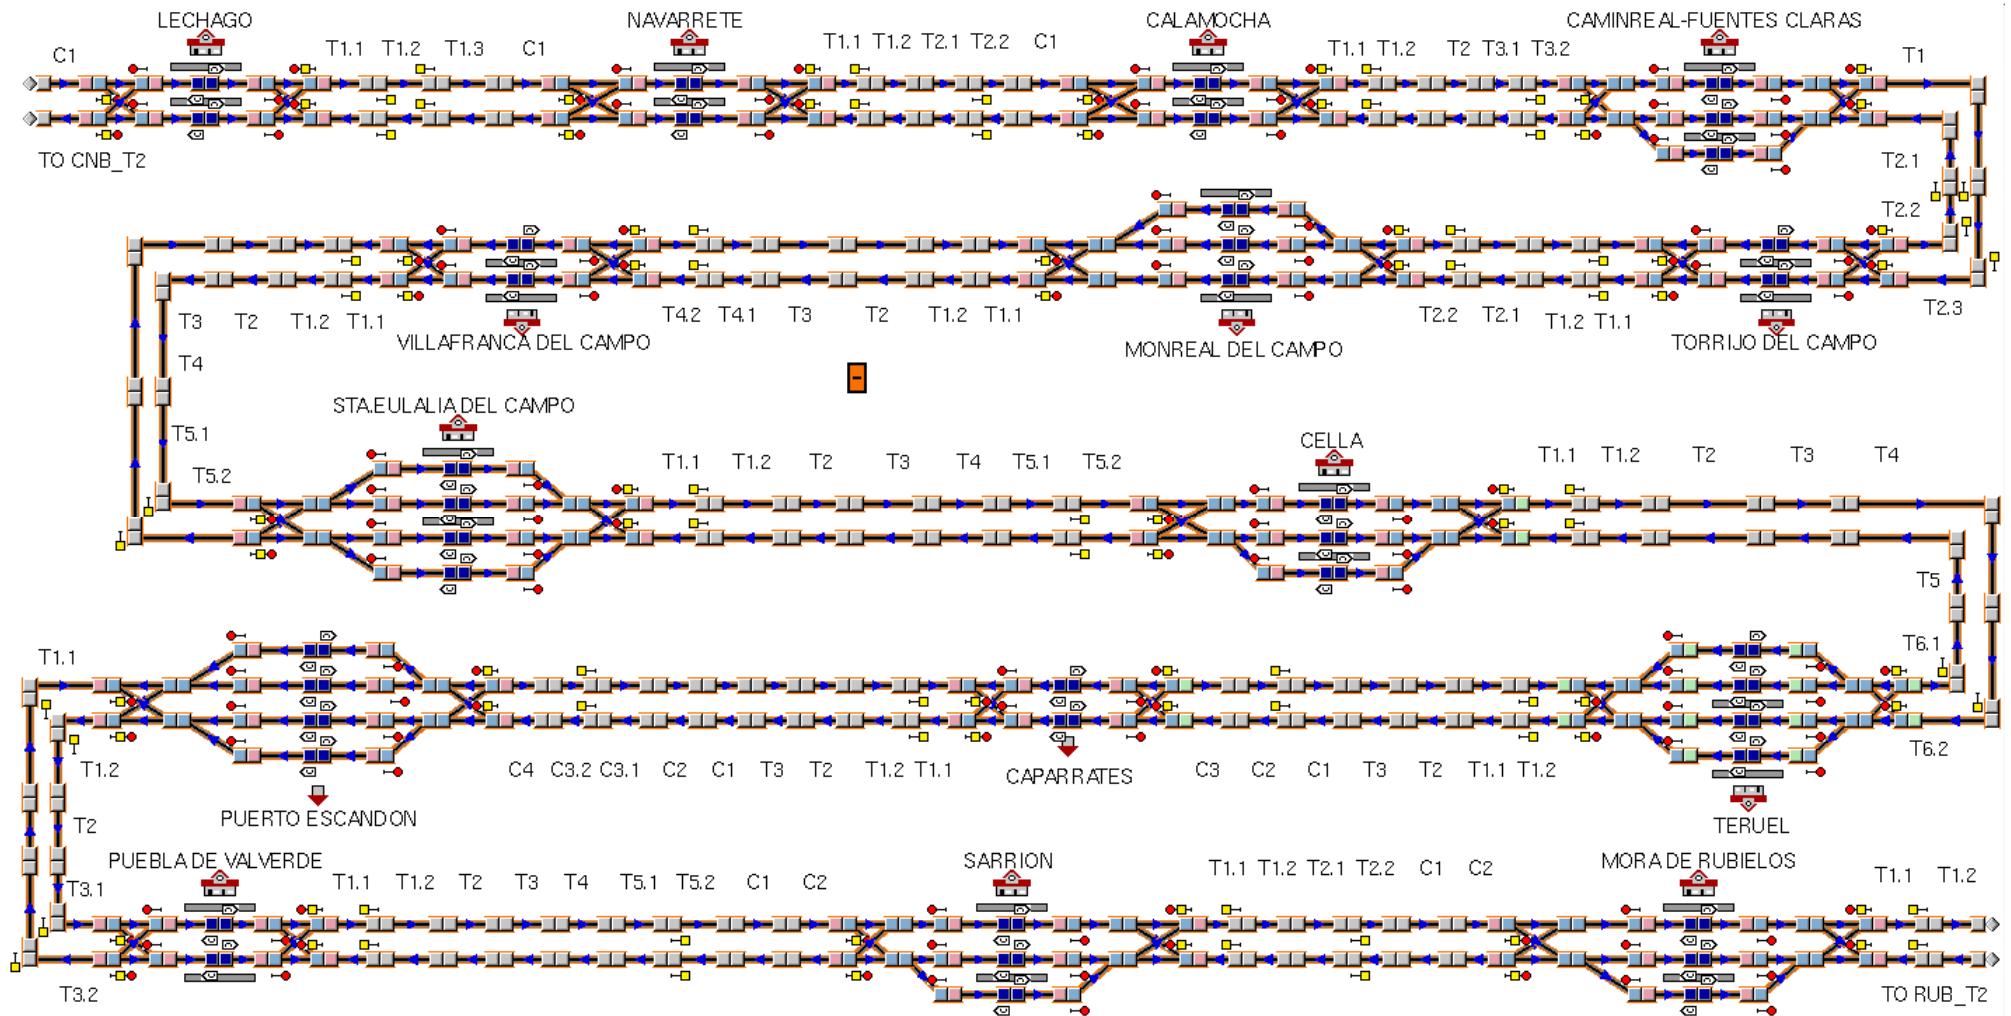 LECHAGO NAVARRETE CALAMOCHA CAMINREAL-FUENTES CLARAS
C1 T1.1 T1.2 T1.3 C1 T1.1 T1.2 T2.1 T2.2 C1 T1.1 T1.2 T2 T3.1 T3.2 T1
TO CNB_T2 T2.1
T2.2
T3 T2 T1.2 T1.1 T4.2 T4.1 T3 T2 T1.2 T1.1 T2.2 T2.1 T1.2 T1.1 T2.3
VILLAFRANCA DEL CAMPO MONREAL DEL CAMPO TORRIJO DEL CAMPO
T4
STA.EULALIA DEL CAMPO
T5.1 CELLA
T5.2 T1.1 T1.2 T2 T3 T4 T5.1 T5.2 T1.1 T1.2 T2 T3 T4
T5
T1.1 T6.1
T1.2 C4 C3.2 C3.1 C2 C1 T3 T2 T1.2 T1.1 C3 C2 C1 T3 T2 T1.1 T1.2 T6.2
CAPARRATES
PUERTO ESCANDON TERUEL
T2
PUEBLA DE VALVERDE SARRION MORA DE RUBIELOS
T3.1 T1.1 T1.2 T2 T3 T4 T5.1 T5.2 C1 C2 T1.1 T1.2 T2.1 T2.2 C1 C2 T1.1 T1.2
T3.2 TO RUB_T2